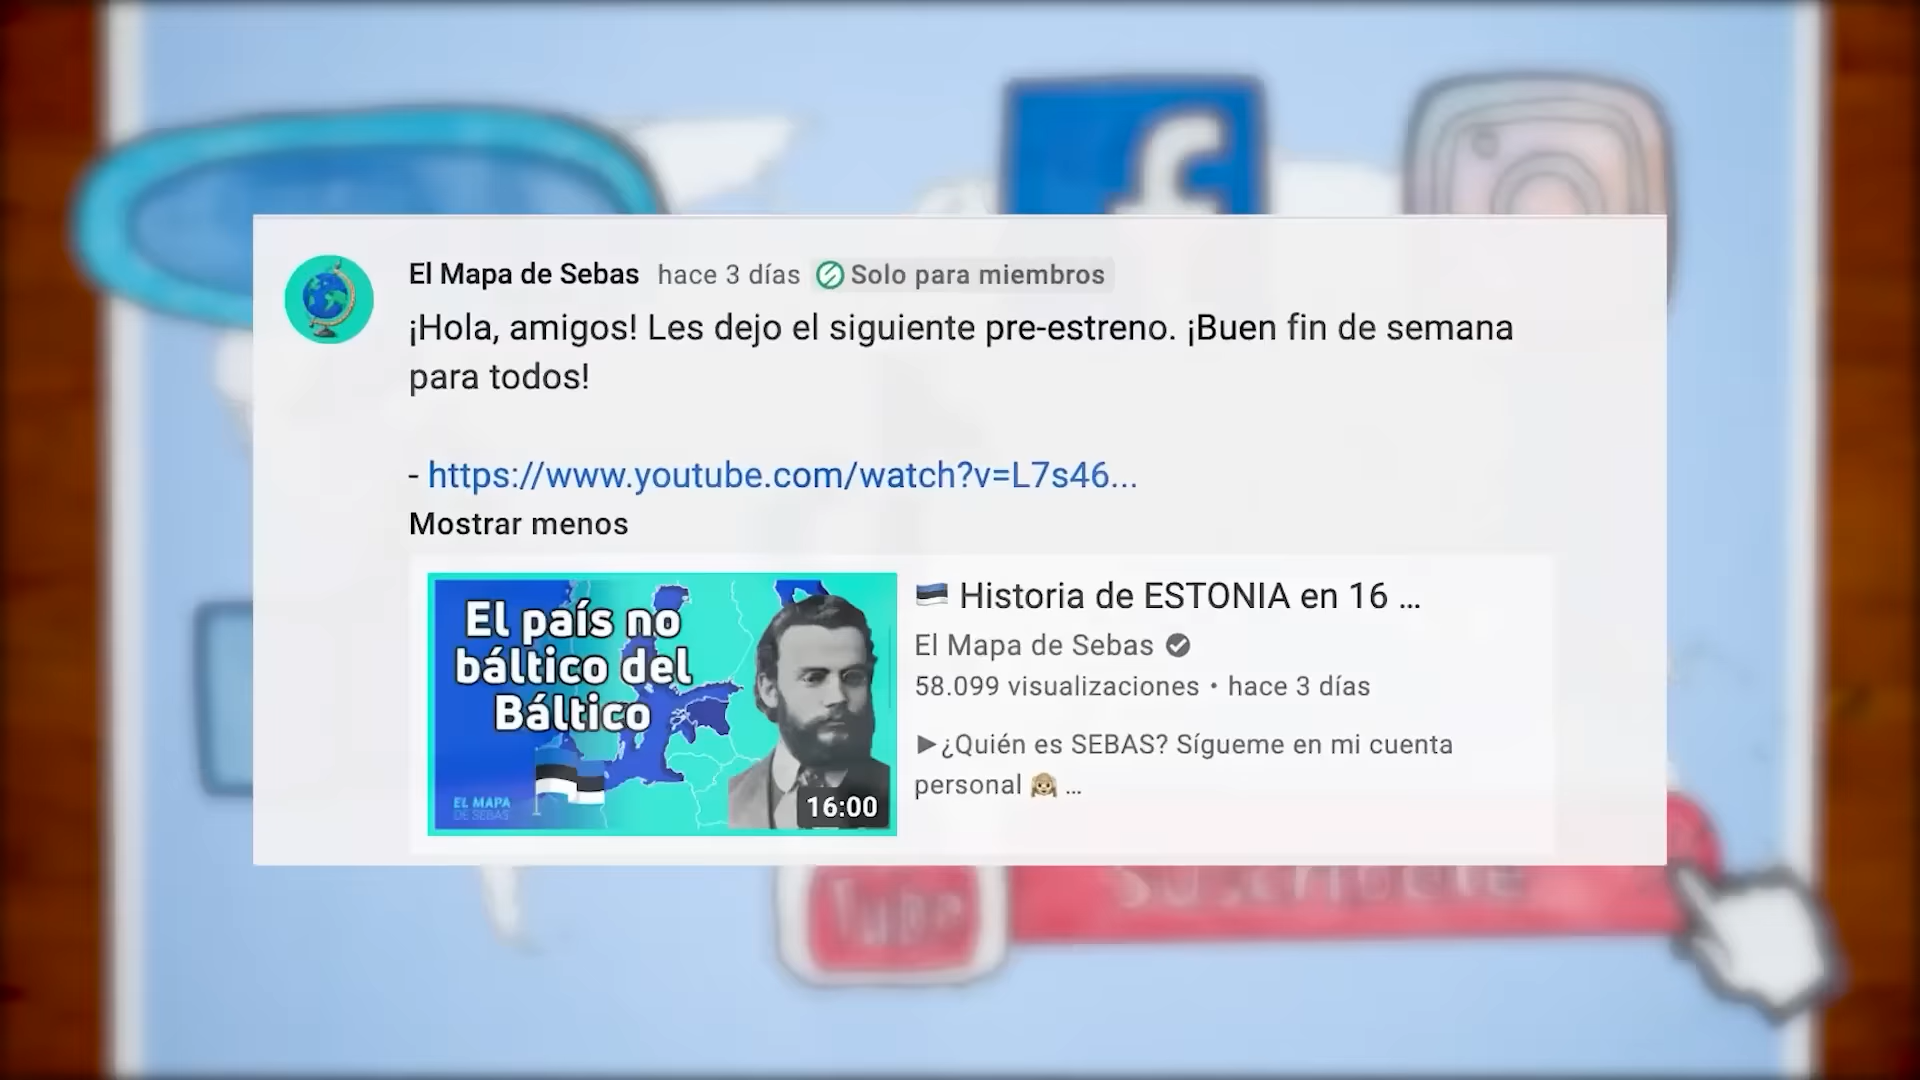 El Mapa de Sebas hace 3 días Solo para miembros
¡Hola, amigos! Les dejo el siguiente pre-estreno. ¡Buen fin de semana
para todos!
- https://www.youtube.com/watch?v=L7s46...
Mostrar menos
El país no
báltico del
Báltico
EL MAPA
DE SEBAS
16:00
Historia de ESTONIA en 16 ...
El Mapa de Sebas
58.099 visualizaciones • hace 3 días
►¿Quién es SEBAS? Sígueme en mi cuenta
personal 🙈 ...
f
Tube
Suscríbete